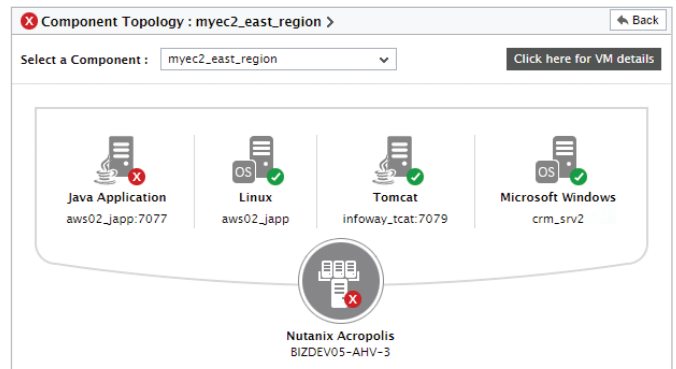 Component Topology : myec2_east_region >
Back
Select a Component :
myec2_east_region
Click here for VM details
Java Application
aws02_japp:7077
OS
Linux
aws02_japp
Tomcat
infoway_tcat:7079
OS
Microsoft Windows
crm_srv2
Nutanix Acropolis
BIZDEV05-AHV-3